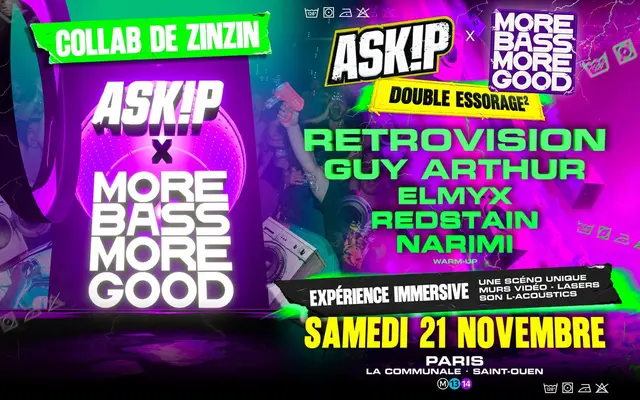 COLLAB DE ZINZIN
ASK!P
X
MORE
BASS
MORE
GOOD
ASK!P
X
MORE
BASS
MORE
GOOD
DOUBLE ESSORAGE²
RETROVISION
GUY ARTHUR
ELMYX
REDSTAIN
NARIMI
WARM-UP
EXPÉRIENCE IMMERSIVE
UNE SCÉNO UNIQUE
MURS VIDÉO - LASERS
SON L-ACOUSTICS
SAMEDI 21 NOVEMBRE
PARIS
LA COMMUNALE - SAINT-OUEN
M 13 14